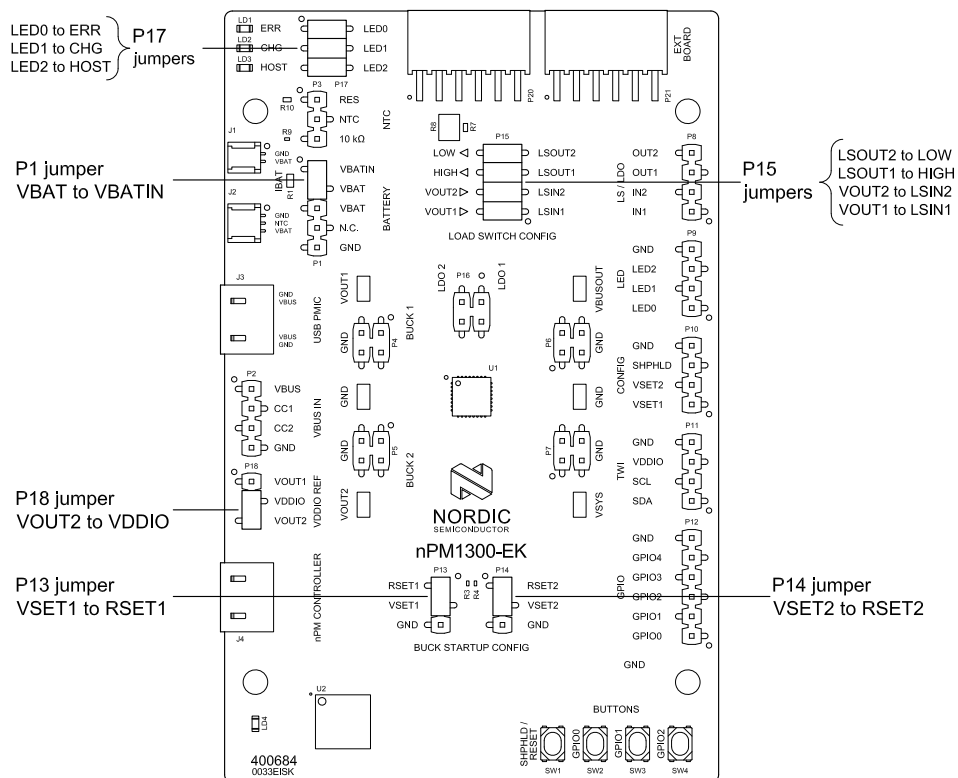 LED0 to ERR
LED1 to CHG
LED2 to HOST
P17
jumpers
LD1
ERR
LED0
LD2
CHG
LED1
LD3
HOST
LED2
P3
P17
P20
P21
EXT
BOARD
R10
RES
NTC
10 kΩ
NTC
R9
J1
GND
VBAT
P1 jumper
VBAT to VBATIN
IBAT
R1
VBATIN
VBAT
VBAT
N.C.
GND
BATTERY
P1
J2
GND
NTC
VBAT
R8
R7
P15
LOW
LSOUT2
HIGH
LSOUT1
VOUT2
LSIN2
VOUT1
LSIN1
LOAD SWITCH CONFIG
P8
OUT2
OUT1
IN2
IN1
LS / LDO
P15
jumpers
LSOUT2 to LOW
LSOUT1 to HIGH
VOUT2 to LSIN2
VOUT1 to LSIN1
P9
GND
LED2
LED1
LED0
LED
J3
GND
VBUS
VBUS
GND
USB PMIC
VOUT1
LDO 2
P16
LDO 1
VBUSOUT
GND
P4
BUCK 1
P6
GND
P10
GND
SHPHLD
VSET2
VSET1
CONFIG
U1
GND
GND
P2
VBUS
CC1
CC2
GND
VBUS IN
GND
P5
BUCK 2
P7
GND
P11
GND
VDDIO
SCL
SDA
TWI
P18 jumper
VOUT2 to VDDIO
P18
VOUT1
VDDIO
VOUT2
VDDIO REF
VOUT2
VSYS
NORDIC
SEMICONDUCTOR
nPM1300-EK
P12
GND
GPIO4
GPIO3
GPIO2
GPIO1
GPIO0
GPIO
P13 jumper
VSET1 to RSET1
nPM CONTROLLER
J4
P13
RSET1
VSET1
GND
R3
R4
P14
RSET2
VSET2
GND
BUCK STARTUP CONFIG
P14 jumper
VSET2 to RSET2
GND
U2
LD4
400684
0033EISK
BUTTONS
SHPHLD /
RESET
GPIO0
GPIO1
GPIO2
SW1
SW2
SW3
SW4